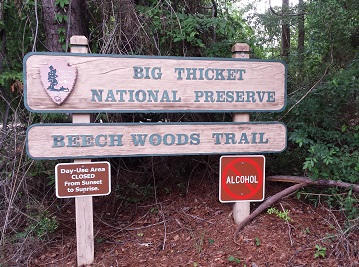 BIG THICKET
NATIONAL PRESERVE
BEECH WOODS TRAIL
Day-Use Area
CLOSED
From Sunset
to Sunrise.
ALCOHOL